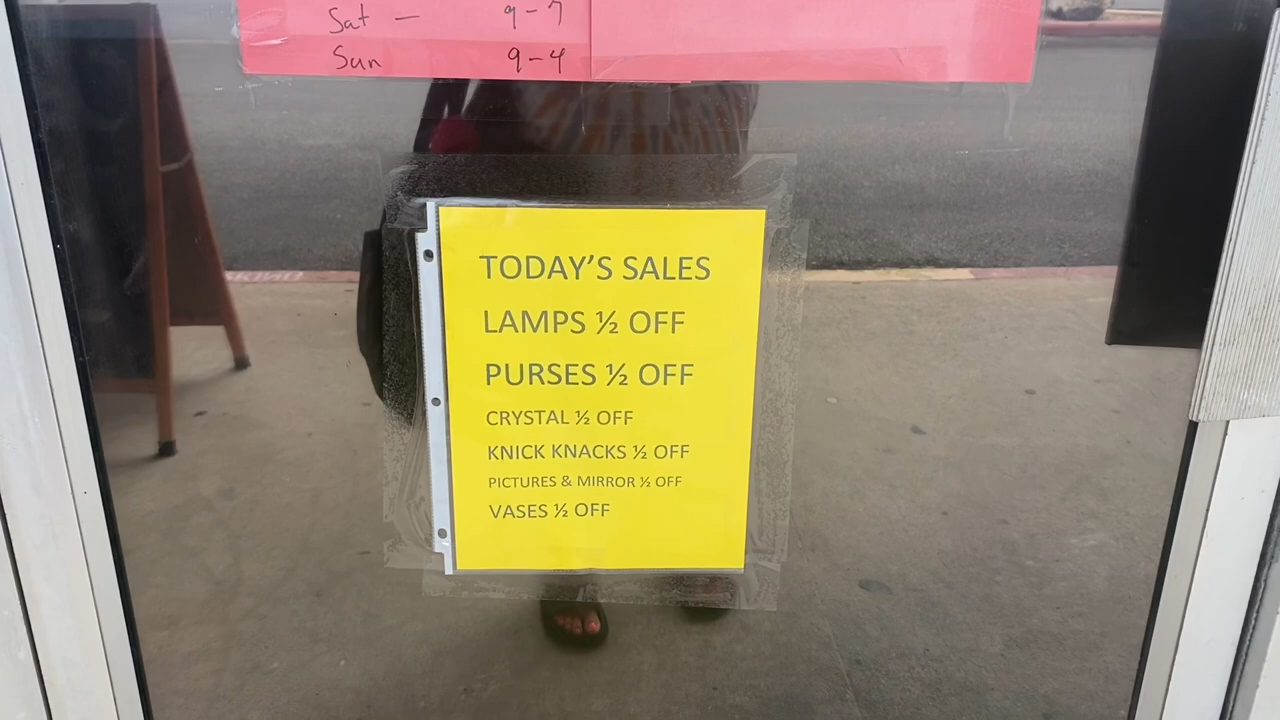 Sat — 9-7
Sun 9-4
TODAY'S SALES
LAMPS ½ OFF
PURSES ½ OFF
CRYSTAL ½ OFF
KNICK KNACKS ½ OFF
PICTURES & MIRROR ½ OFF
VASES ½ OFF